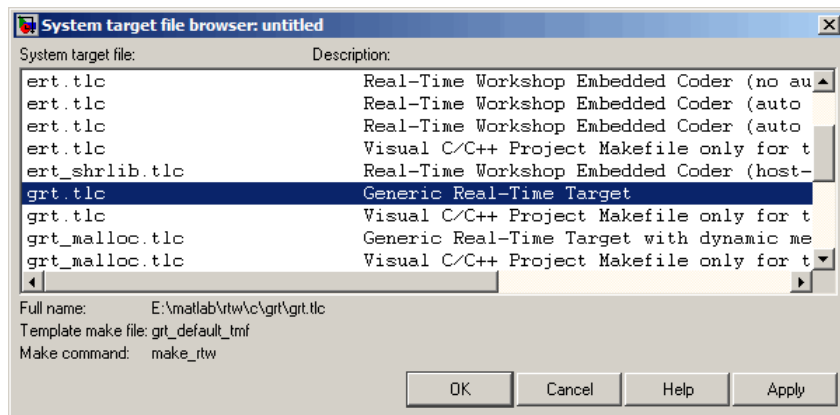 System target file browser: untitled
System target file: Description:
ert.tlc Real-Time Workshop Embedded Coder (no au
ert.tlc Real-Time Workshop Embedded Coder (auto
ert.tlc Real-Time Workshop Embedded Coder (auto
ert.tlc Visual C/C++ Project Makefile only for t
ert_shrlib.tlc Real-Time Workshop Embedded Coder (host-
grt.tlc Generic Real-Time Target
grt.tlc Visual C/C++ Project Makefile only for t
grt_malloc.tlc Generic Real-Time Target with dynamic me
grt_malloc.tlc Visual C/C++ Project Makefile only for t
Full name: E:\matlab\rtw\c\grt\grt.tlc
Template make file: grt_default_tmf
Make command: make_rtw
OK Cancel Help Apply